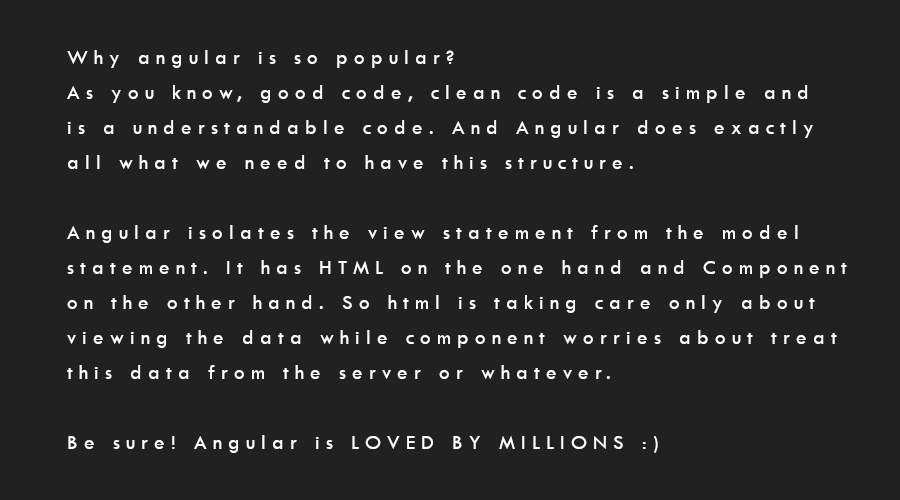 Why angular is so popular?
As you know, good code, clean code is a simple and
is a understandable code. And Angular does exactly
all what we need to have this structure.
Angular isolates the view statement from the model
statement. It has HTML on the one hand and Component
on the other hand. So html is taking care only about
viewing the data while component worries about treat
this data from the server or whatever.
Be sure! Angular is LOVED BY MILLIONS :)